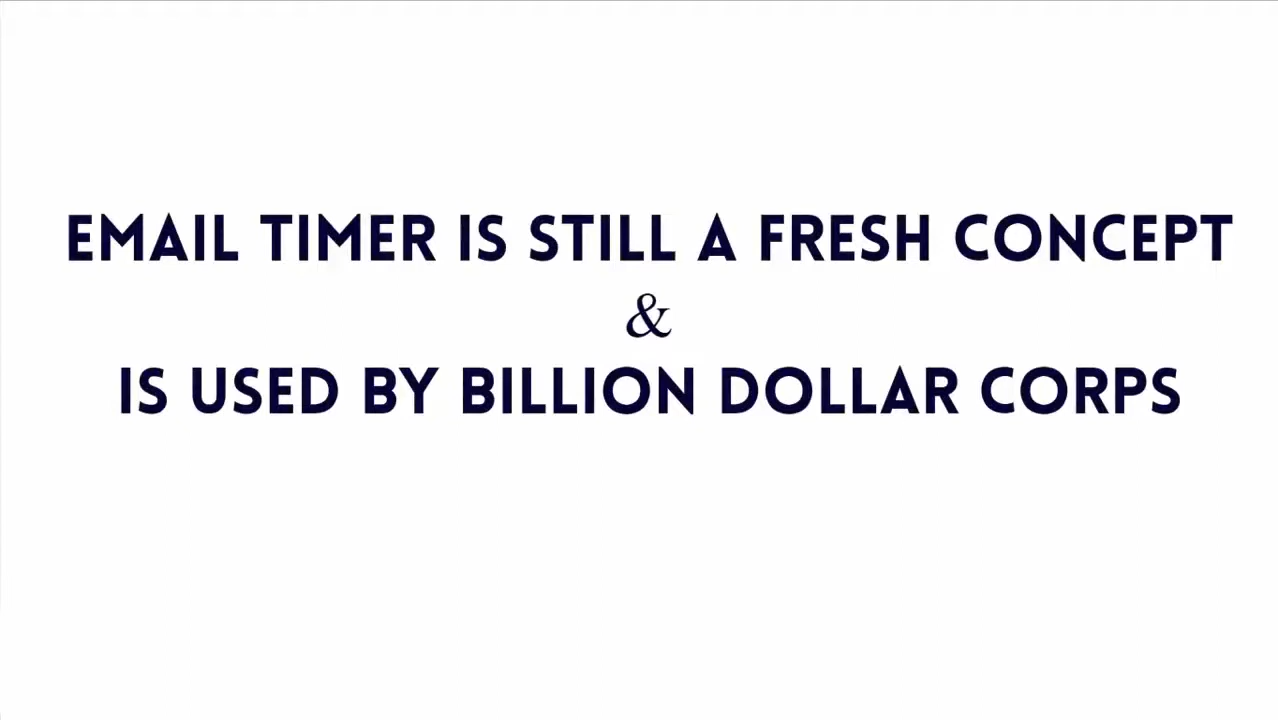 EMAIL TIMER IS STILL A FRESH CONCEPT
&
IS USED BY BILLION DOLLAR CORPS